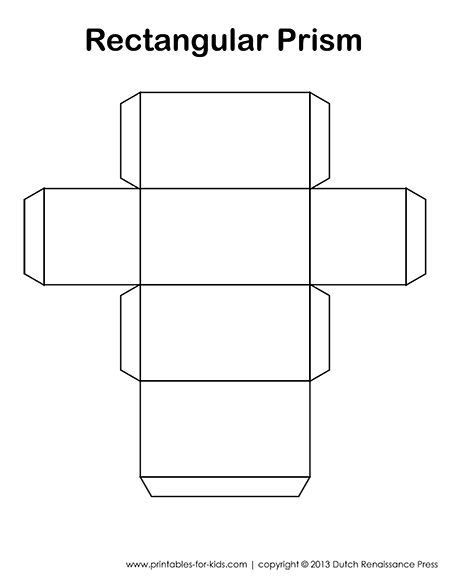 Rectangular Prism
www.printables-for-kids.com | copyright © 2013 Dutch Renaissance Press